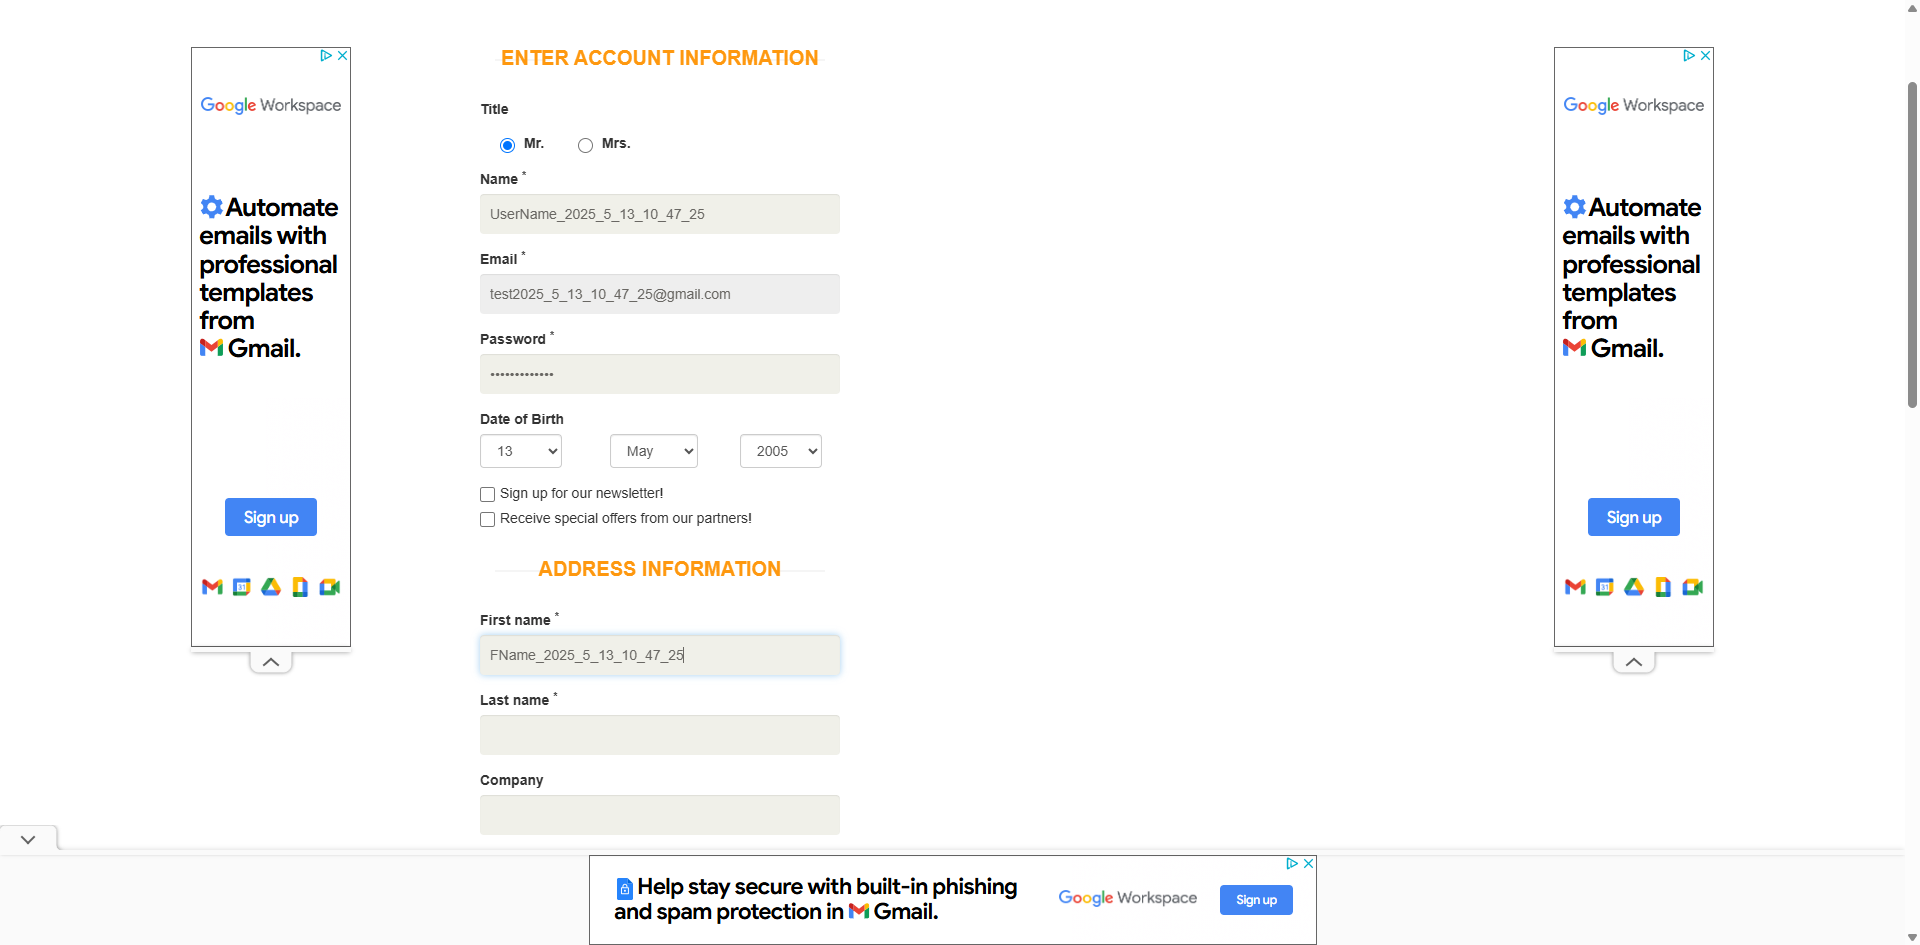 ENTER ACCOUNT INFORMATION
Title
Mr. Mrs.
Name *
UserName_2025_5_13_10_47_25
Email *
test2025_5_13_10_47_25@gmail.com
Password *
•••••••••••••
Date of Birth
13 May 2005
Sign up for our newsletter!
Receive special offers from our partners!
ADDRESS INFORMATION
First name *
FName_2025_5_13_10_47_25
Last name *
Company
Google Workspace
Automate
emails with
professional
templates
from
Gmail.
Sign up
31
Google Workspace
Automate
emails with
professional
templates
from
Gmail.
Sign up
31
Help stay secure with built-in phishing
and spam protection in Gmail.
Google Workspace
Sign up